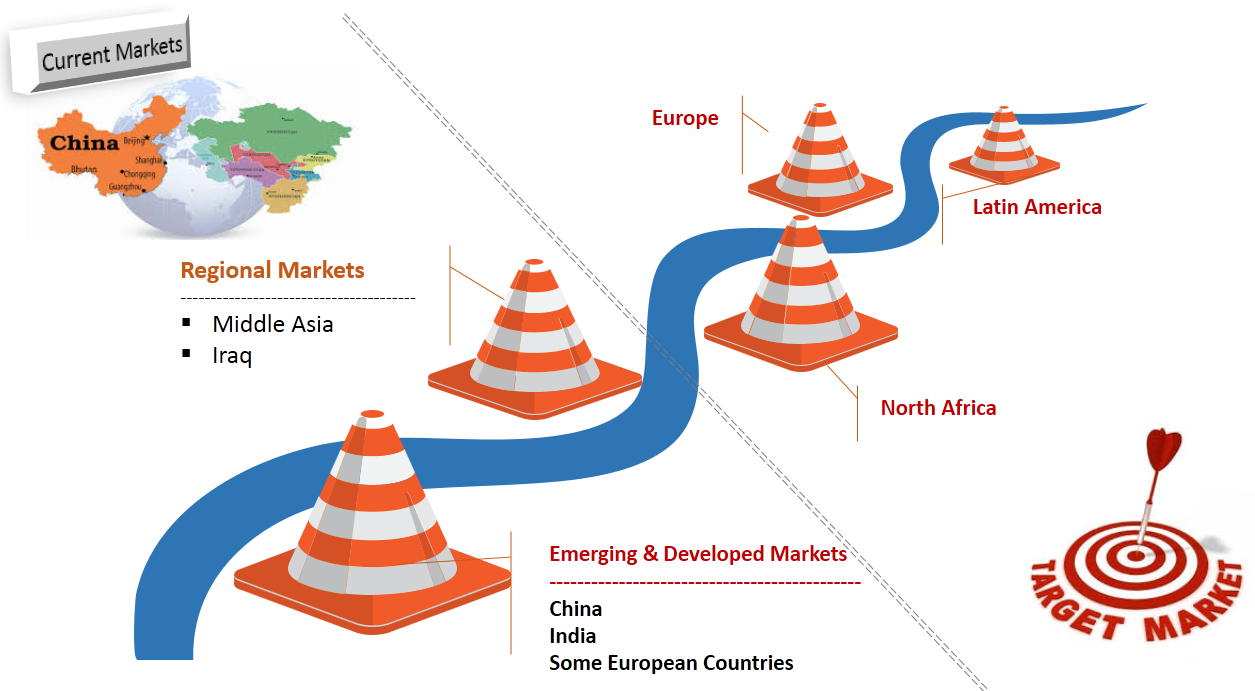 Current Markets
China
Beijing
Shanghai
Bhutan
Chongqing
Guangzhou
Europe
Latin America
Regional Markets
▪ Middle Asia
▪ Iraq
North Africa
Emerging & Developed Markets
China
India
Some European Countries
TARGET MARKET